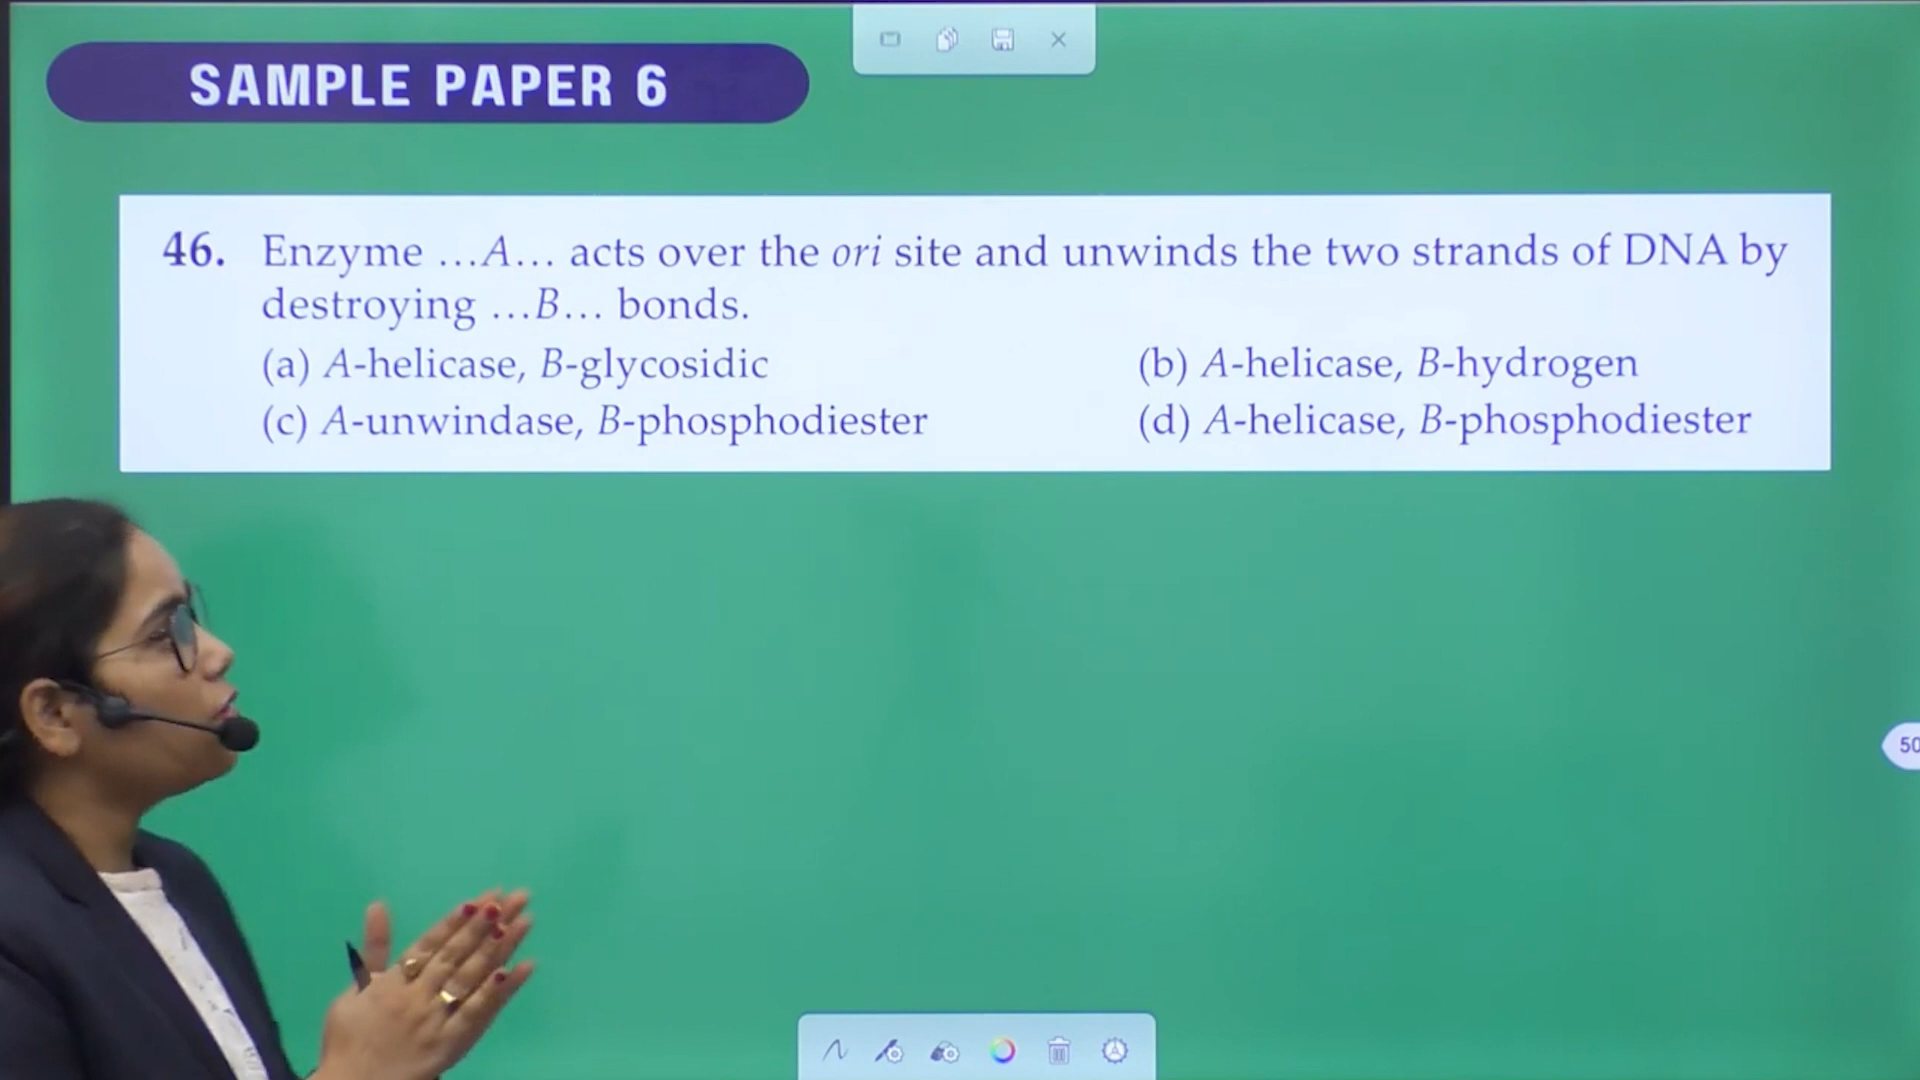 SAMPLE PAPER 6
46. Enzyme ...A... acts over the ori site and unwinds the two strands of DNA by
destroying ...B... bonds.
(a) A-helicase, B-glycosidic (b) A-helicase, B-hydrogen
(c) A-unwindase, B-phosphodiester (d) A-helicase, B-phosphodiester
50